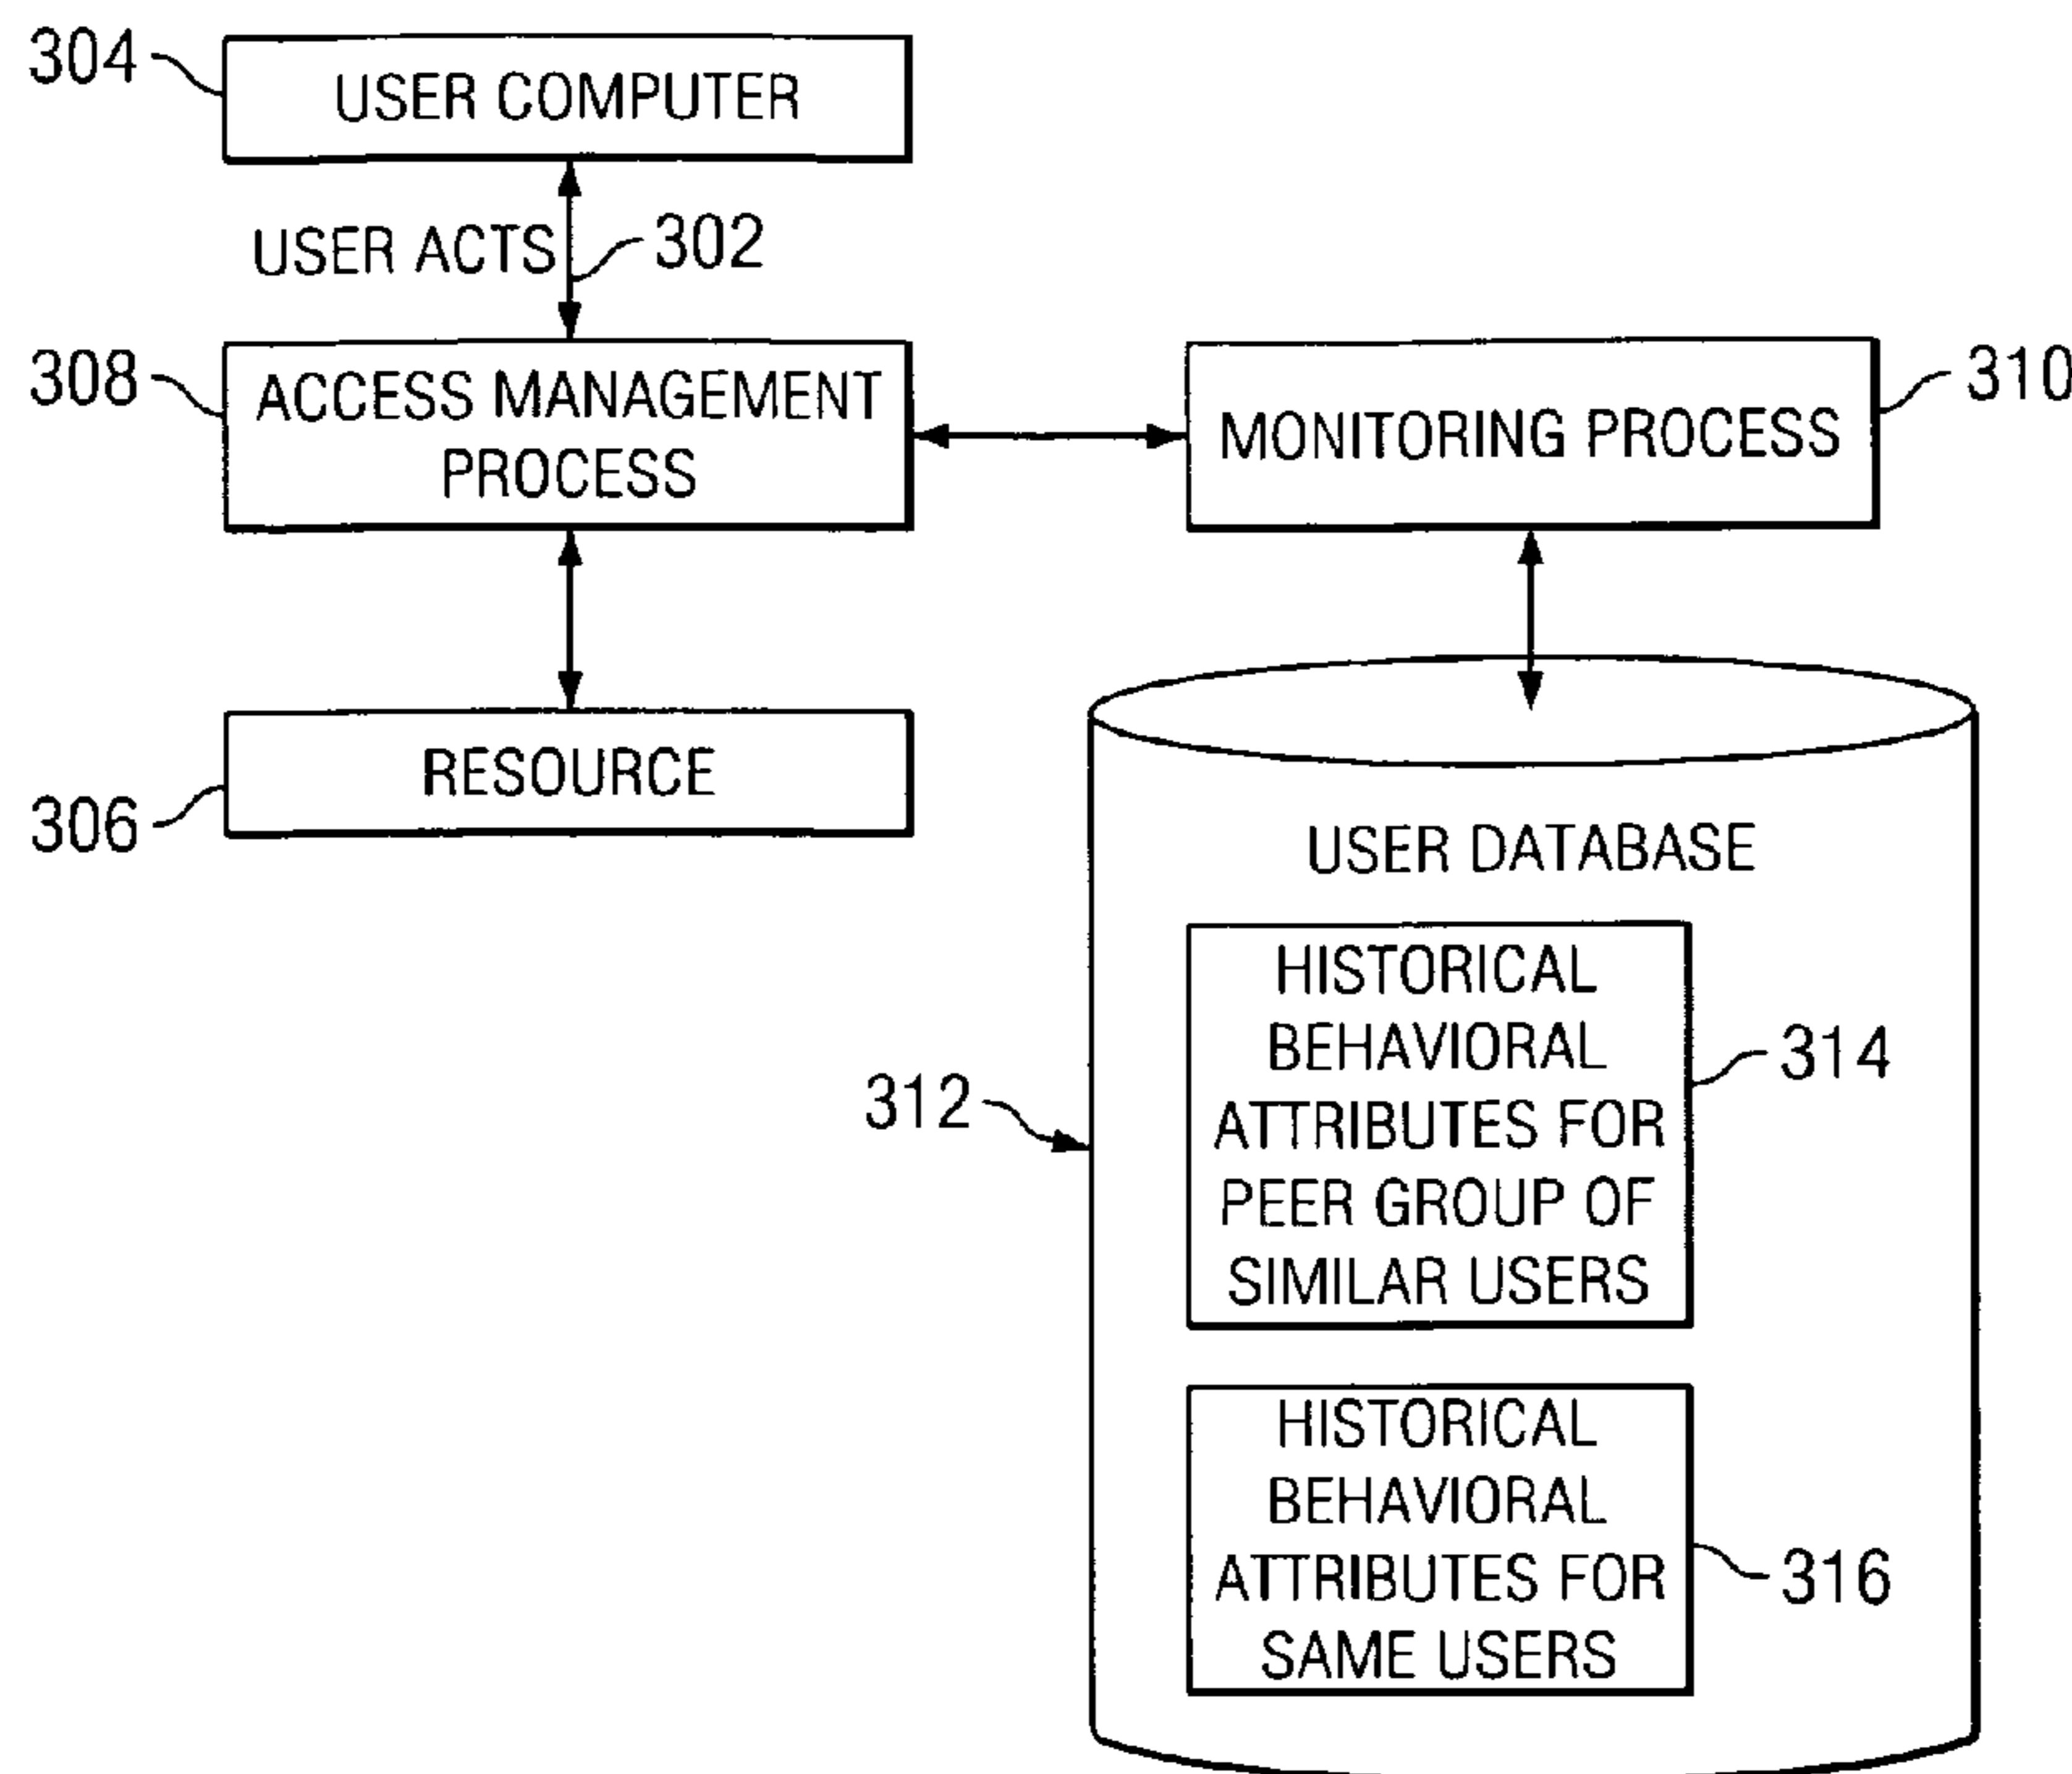 304
USER COMPUTER
USER ACTS
302
308
ACCESS MANAGEMENT
PROCESS
MONITORING PROCESS
310
RESOURCE
306
USER DATABASE
312
HISTORICAL
BEHAVIORAL
ATTRIBUTES FOR
PEER GROUP OF
SIMILAR USERS
314
HISTORICAL
BEHAVIORAL
ATTRIBUTES FOR
SAME USERS
316